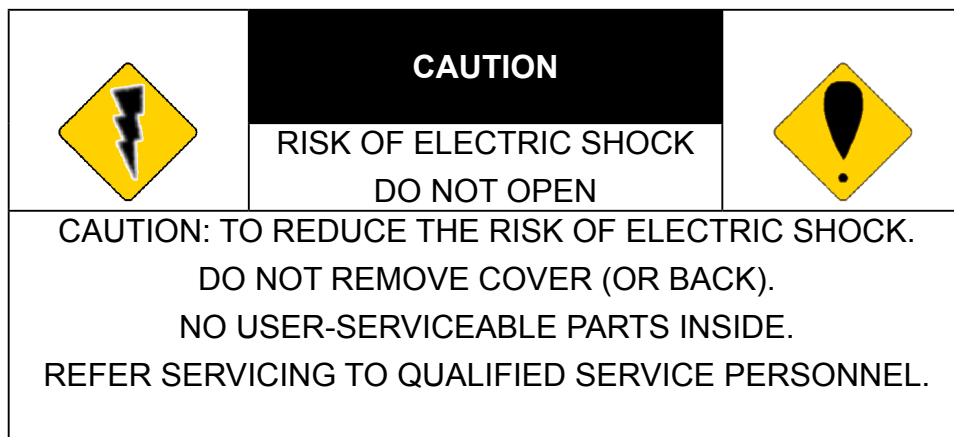 CAUTION
RISK OF ELECTRIC SHOCK
DO NOT OPEN
CAUTION: TO REDUCE THE RISK OF ELECTRIC SHOCK.
DO NOT REMOVE COVER (OR BACK).
NO USER-SERVICEABLE PARTS INSIDE.
REFER SERVICING TO QUALIFIED SERVICE PERSONNEL.